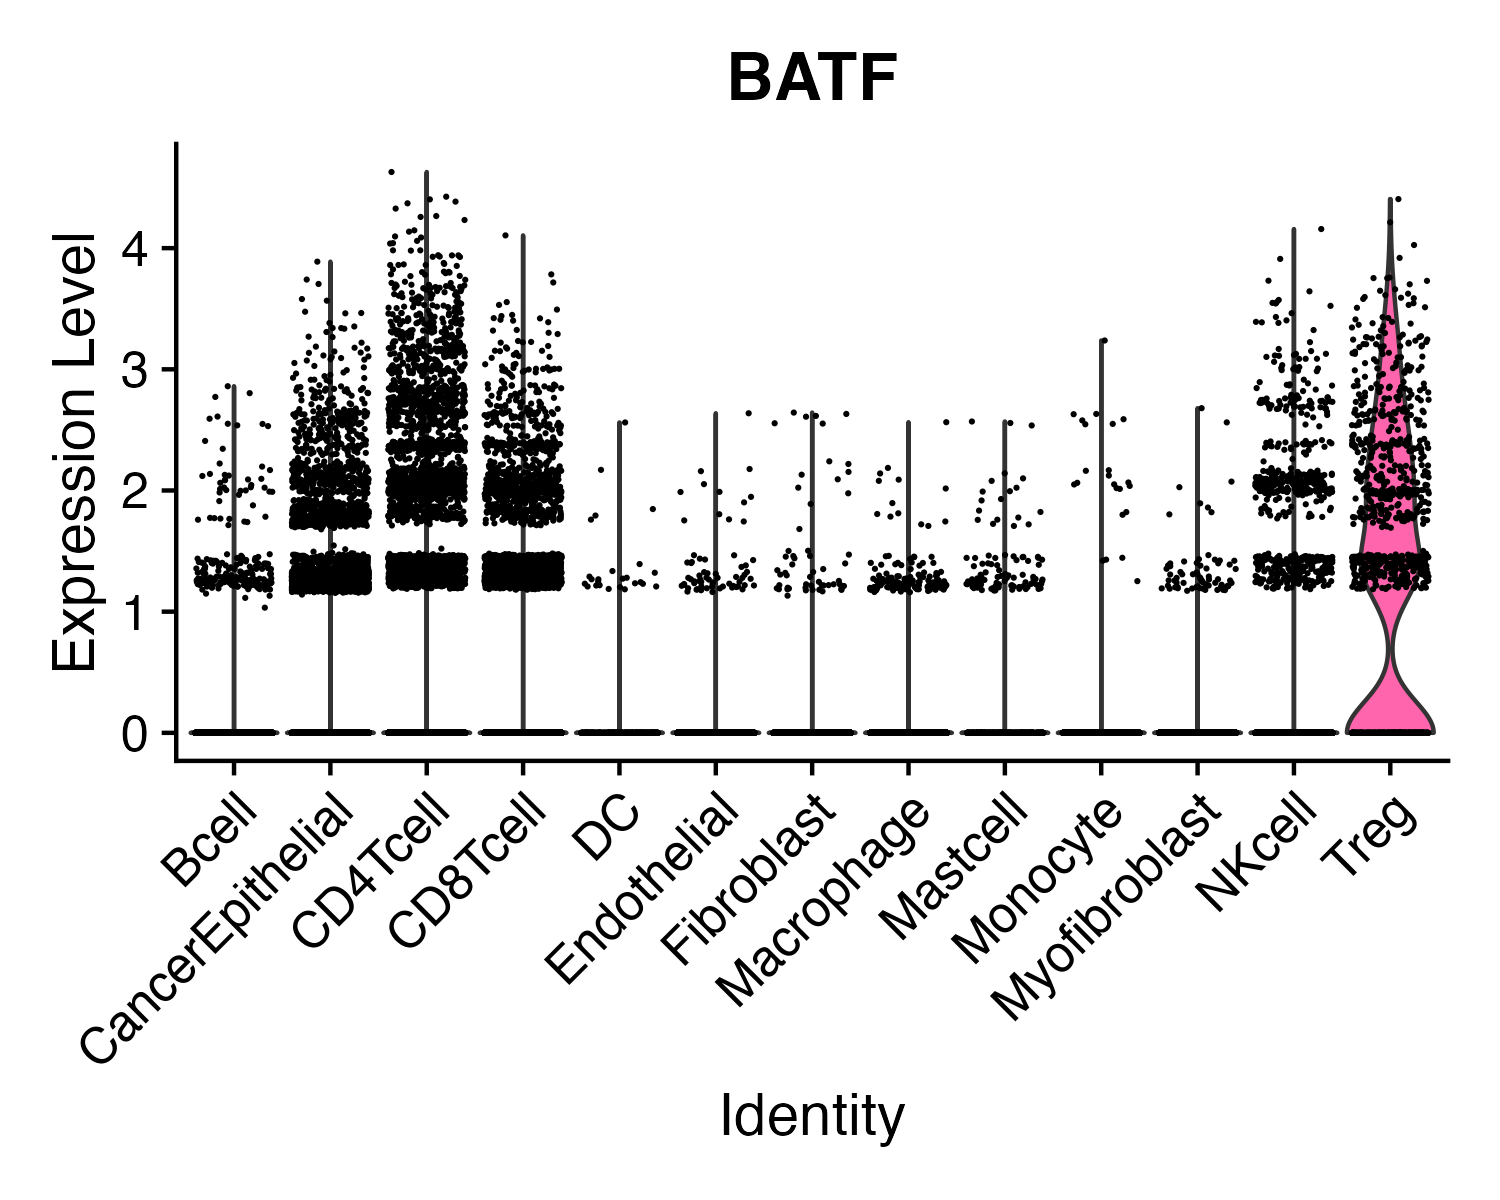 BATF
Expression Level
4
3
2
1
0
Bcell
CancerEpithelial
CD4Tcell
CD8Tcell
DC
Endothelial
Fibroblast
Macrophage
Mastcell
Monocyte
Myofibroblast
NKcell
Treg
Identity